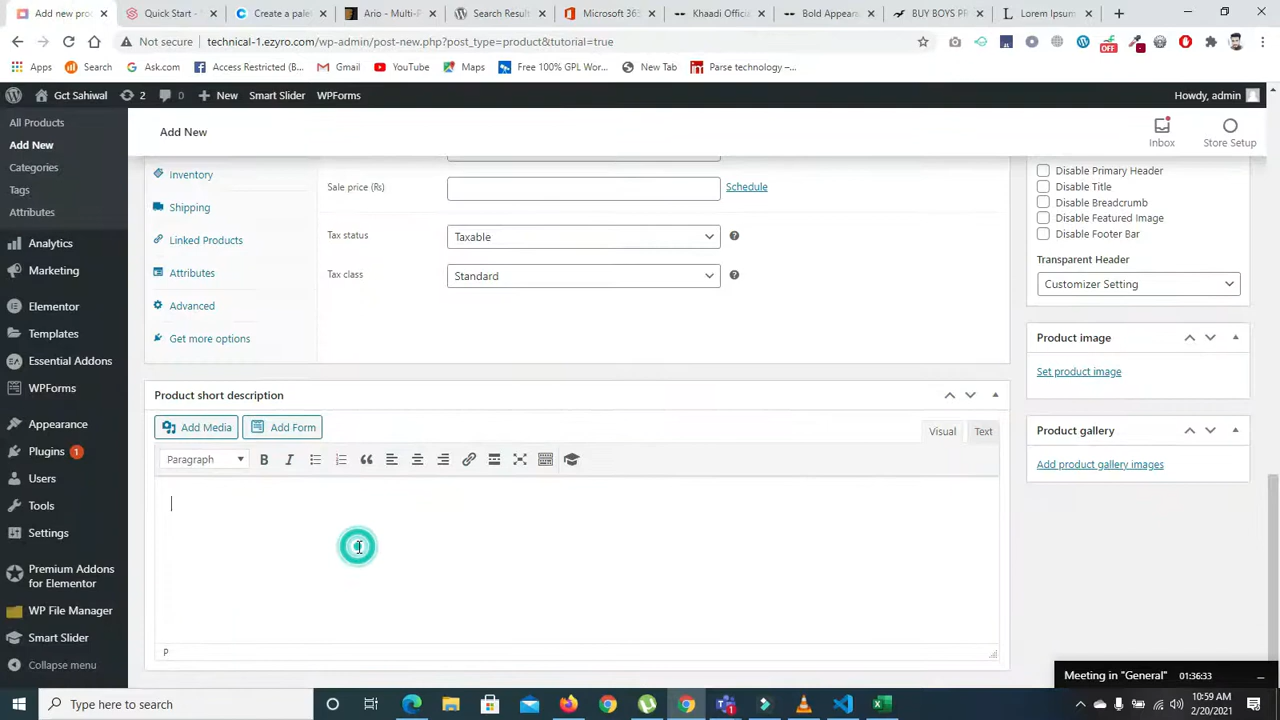 Add new produ
Quick Start -
Create a pale
Ario - Multi-P
Search Result
Microsoft 365
Khaadi Officia
Bold Appeara
BUY BOYS PR
Lorem Ipsum
Not secure
technical-1.ezyro.com/wp-admin/post-new.php?post_type=product&tutorial=true
OFF
Apps
Search
Ask.com
Access Restricted (B...
Gmail
YouTube
Maps
Free 100% GPL Wor...
New Tab
Parse technology –...
Gct Sahiwal
2
0
New
Smart Slider
WPForms
Howdy, admin
All Products
Add New
Categories
Tags
Attributes
Analytics
Marketing
Elementor
Templates
Essential Addons
WPForms
Appearance
Plugins 1
Users
Tools
Settings
Premium Addons
for Elementor
WP File Manager
Smart Slider
Collapse menu
Add New
Inbox
Store Setup
Inventory
Shipping
Linked Products
Attributes
Advanced
Get more options
Sale price (₨)
Schedule
Tax status
Taxable
Tax class
Standard
Disable Primary Header
Disable Title
Disable Breadcrumb
Disable Featured Image
Disable Footer Bar
Transparent Header
Customizer Setting
Product image
Set product image
Product gallery
Add product gallery images
Product short description
Add Media
Add Form
Visual
Text
Paragraph
P
Meeting in "General"
01:36:33
Type here to search
10:59 AM
2/20/2021